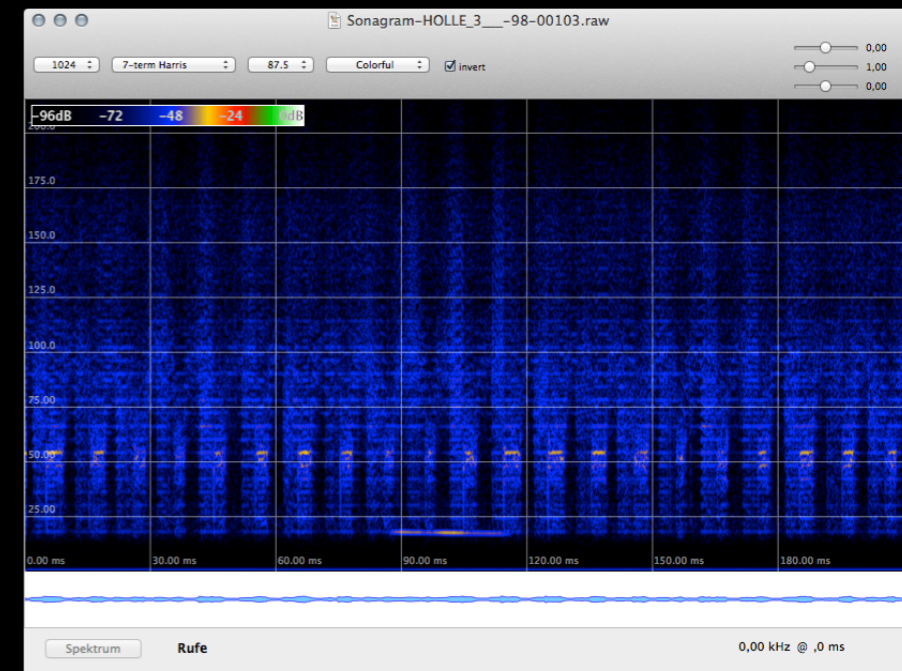 Sonagram-HOLLE_3___-98-00103.raw
0,00
1024 7-term Harris 87.5 Colorful invert 1,00
0,00
-96dB -72 -48 -24 0dB
200.0
175.0
150.0
125.0
100.0
75.00
50.00
25.00
0.00 ms 30.00 ms 60.00 ms 90.00 ms 120.00 ms 150.00 ms 180.00 ms
Spektrum Rufe 0,00 kHz @ ,0 ms